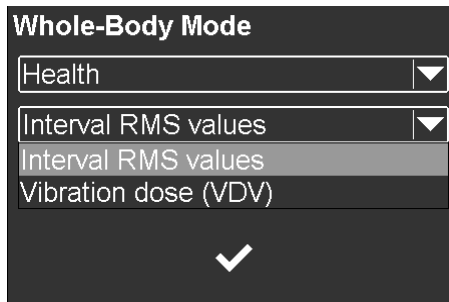 Whole-Body Mode
Health
Interval RMS values
Interval RMS values
Vibration dose (VDV)